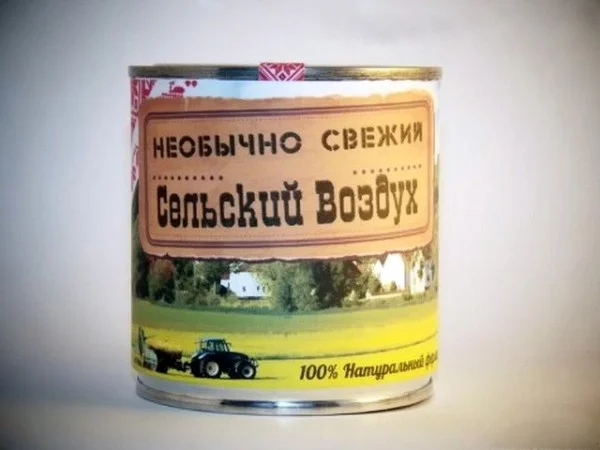 НЕОБЫЧНО СВЕЖИЙ
Сельский Воздух
100% Натуральный